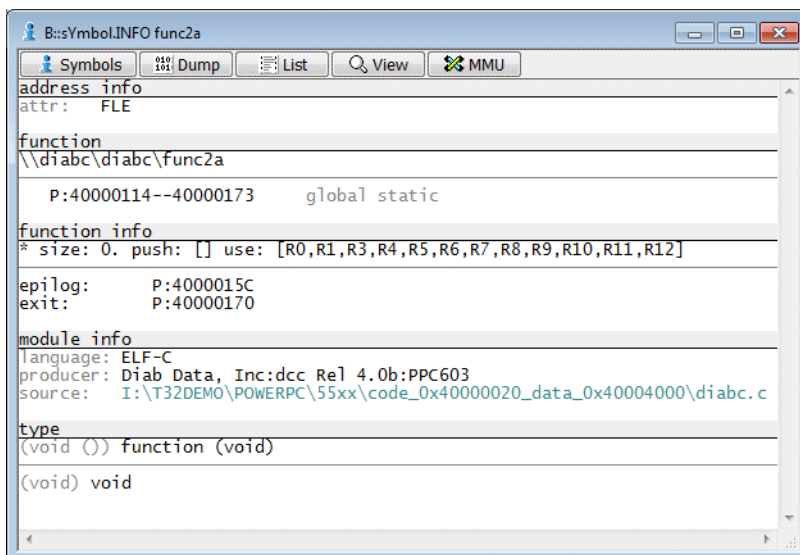 B::sYmbol.INFO func2a
Symbols Dump List View MMU
address info
attr: FLE
function
\\diabc\diabc\func2a
P:40000114--40000173 global static
function info
* size: 0. push: [] use: [R0,R1,R3,R4,R5,R6,R7,R8,R9,R10,R11,R12]
epilog: P:4000015C
exit: P:40000170
module info
language: ELF-C
producer: Diab Data, Inc:dcc Rel 4.0b:PPC603
source: I:\T32DEMO\POWERPC\55xx\code_0x40000020_data_0x40004000\diabc.c
type
(void ()) function (void)
(void) void